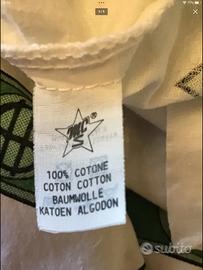 100% COTONE
COTON COTTON
BAUMWOLLE
KATOEN ALGODON
subito